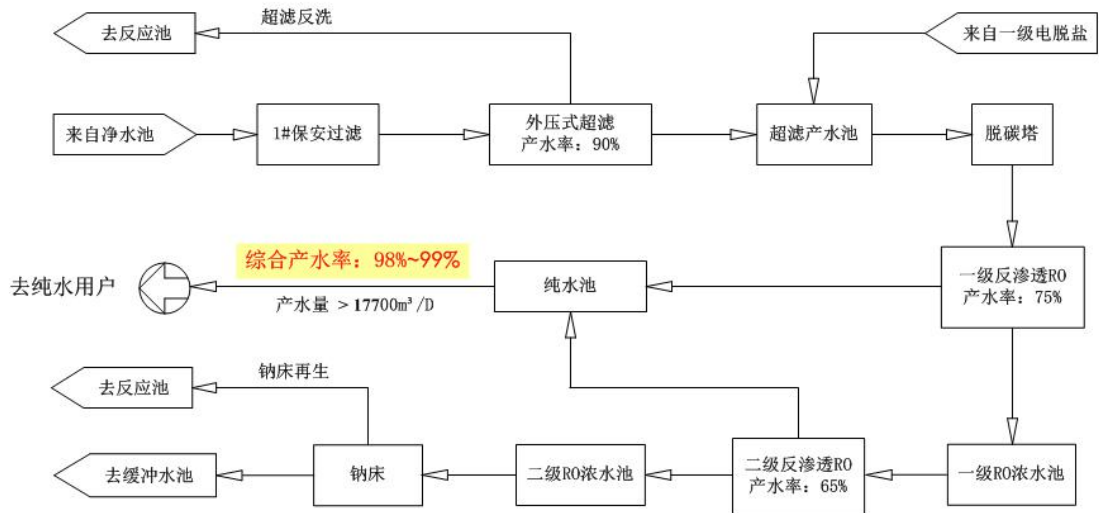 超滤反洗
去反应池
来自一级电脱盐
来自净水池
1#保安过滤
外压式超滤
产水率：90%
超滤产水池
脱碳塔
综合产水率：98%~99%
去纯水用户
产水量 > 17700m³/D
纯水池
一级反渗透RO
产水率：75%
钠床再生
去反应池
去缓冲水池
钠床
二级RO浓水池
二级反渗透RO
产水率：65%
一级RO浓水池